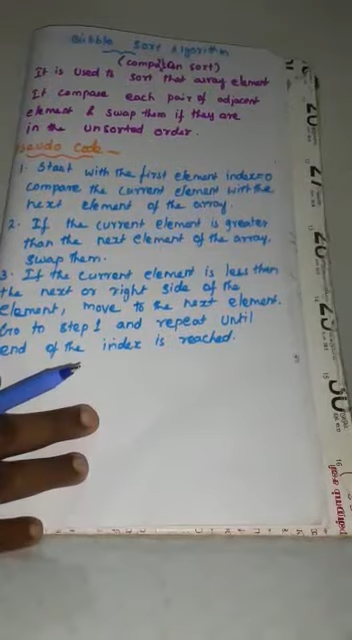 Bubble Sort Algorithm
(comparison sort)
It is used to sort that array element
It compare each pair of adjacent
element & swap them if they are
in the unsorted order.
seudo Code -
1. Start with the first element index=0
compare the current element with the
next element of the array.
2. If the current element is greater
than the next element of the array,
swap them.
3. If the current element is less than
the next or right side of the
element, move to the next element.
Go to step 1 and repeat until
end of the index is reached.